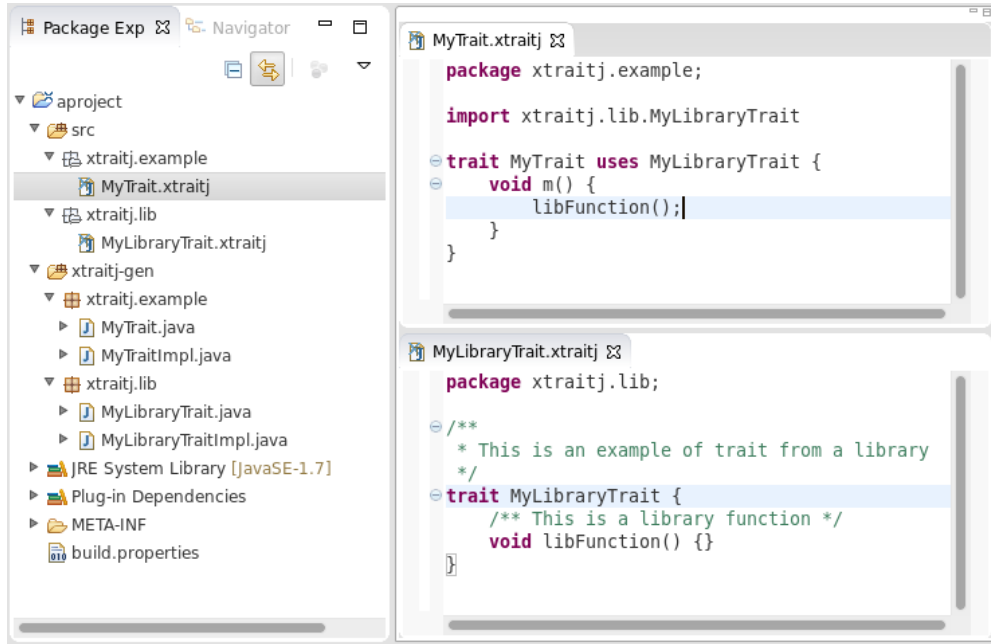 Package Exp
Navigator
aproject
src
xtraitj.example
MyTrait.xtraitj
xtraitj.lib
MyLibraryTrait.xtraitj
xtraitj-gen
xtraitj.example
MyTrait.java
MyTraitImpl.java
xtraitj.lib
MyLibraryTrait.java
MyLibraryTraitImpl.java
JRE System Library [JavaSE-1.7]
Plug-in Dependencies
META-INF
build.properties
MyTrait.xtraitj
package xtraitj.example;
import xtraitj.lib.MyLibraryTrait
trait MyTrait uses MyLibraryTrait {
void m() {
libFunction();
}
}
MyLibraryTrait.xtraitj
package xtraitj.lib;
/**
* This is an example of trait from a library
*/
trait MyLibraryTrait {
/** This is a library function */
void libFunction() {}
}